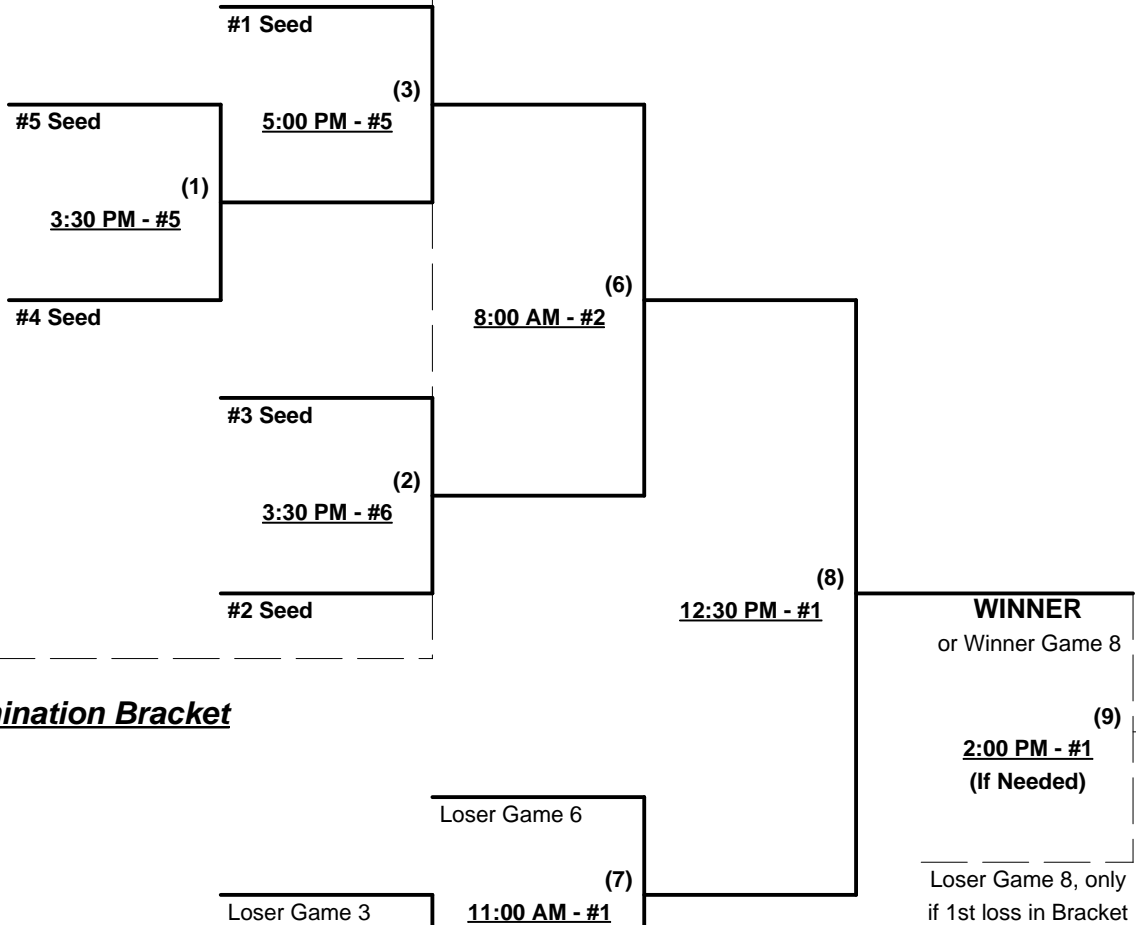 #1 Seed
(3)
5:00 PM - #5
#5 Seed
(1)
3:30 PM - #5
#4 Seed
(6)
8:00 AM - #2
#3 Seed
(2)
3:30 PM - #6
#2 Seed
(8)
12:30 PM - #1
WINNER
or Winner Game 8
(9)
2:00 PM - #1
(If Needed)
Loser Game 8, only
if 1st loss in Bracket
Bracket
Loser Game 6
(7)
11:00 AM - #1
Loser Game 3